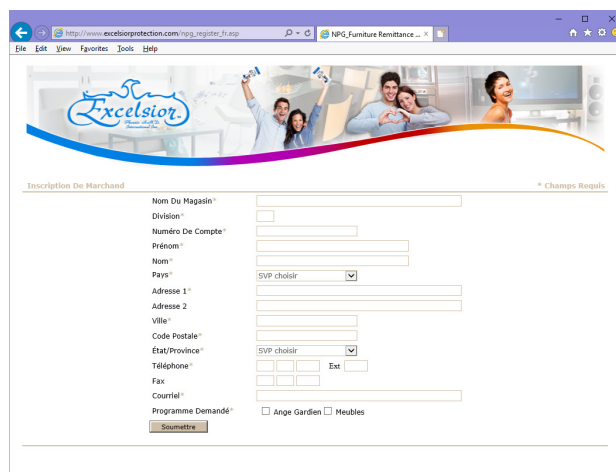 http://www.excelsiorprotection.com/npg_register_fr.asp
NPG_Furniture Remittance ...
File Edit View Favorites Tools Help
Excelsior
International Inc.
Inscription De Marchand
* Champs Requis
Nom Du Magasin*
Division*
Numéro De Compte*
Prénom*
Nom*
Pays* SVP choisir
Adresse 1*
Adresse 2
Ville*
Code Postale*
État/Province* SVP choisir
Téléphone* Ext
Fax
Courriel*
Programme Demandé* Ange Gardien Meubles
Soumettre